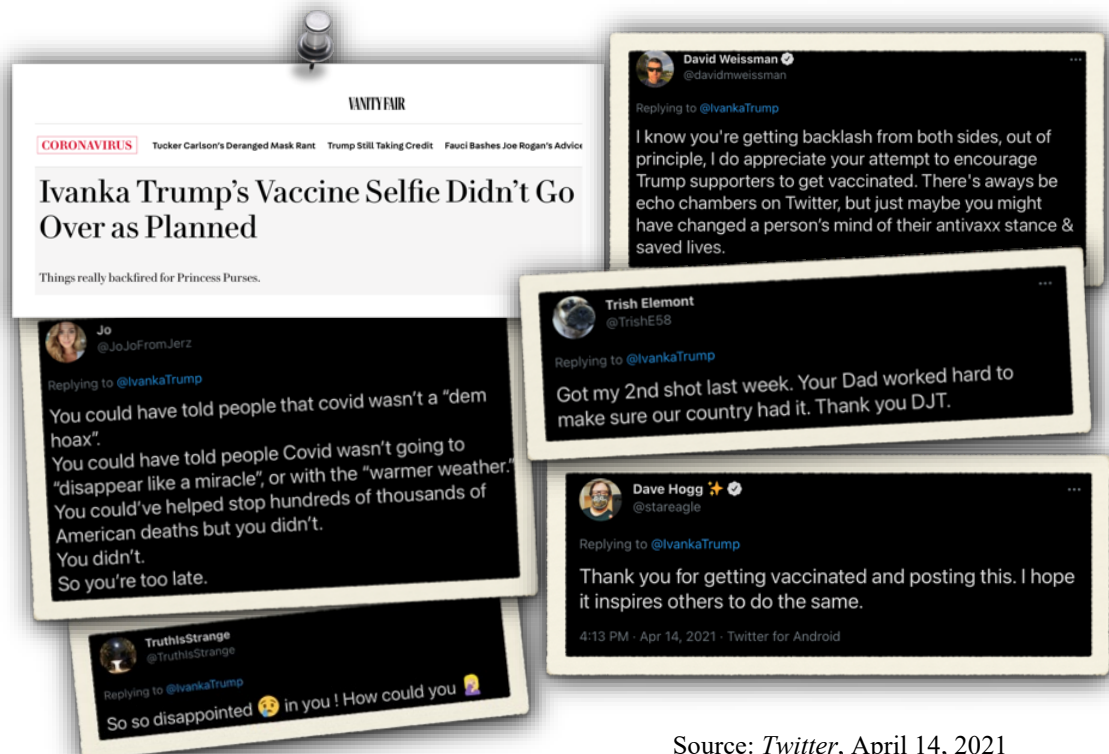 VANITY FAIR
CORONAVIRUS Tucker Carlson's Deranged Mask Rant Trump Still Taking Credit Fauci Bashes Joe Rogan's Advice
Ivanka Trump's Vaccine Selfie Didn't Go
Over as Planned
Things really backfired for Princess Purses.
David Weissman
@davidmweissman
Replying to @IvankaTrump
I know you're getting backlash from both sides, out of
principle, I do appreciate your attempt to encourage
Trump supporters to get vaccinated. There's aways be
echo chambers on Twitter, but just maybe you might
have changed a person's mind of their antivaxx stance &
saved lives.
Trish Elemont
@TrishE58
Replying to @IvankaTrump
Got my 2nd shot last week. Your Dad worked hard to
make sure our country had it. Thank you DJT.
Jo
@JoJoFromJerz
Replying to @IvankaTrump
You could have told people that covid wasn't a "dem
hoax".
You could have told people Covid wasn't going to
"disappear like a miracle", or with the "warmer weather."
You could've helped stop hundreds of thousands of
American deaths but you didn't.
You didn't.
So you're too late.
Dave Hogg ✨
@stareagle
Replying to @IvankaTrump
Thank you for getting vaccinated and posting this. I hope
it inspires others to do the same.
4:13 PM · Apr 14, 2021 · Twitter for Android
TruthIsStrange
@TruthIsStrange
Replying to @IvankaTrump
So so disappointed 😢 in you ! How could you 🤦‍♀️
Source: Twitter, April 14, 2021